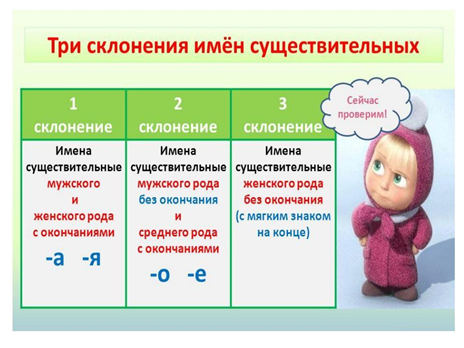 Три склонения имён существительных
1
склонение
2
склонение
3
склонение
Имена
существительные
мужского
и
женского рода
с окончаниями
-а -я
Имена
существительные
мужского рода
без окончания
и
среднего рода
с окончаниями
-о -е
Имена
существительные
женского рода
без окончания
(с мягким знаком
на конце)
Сейчас
проверим!